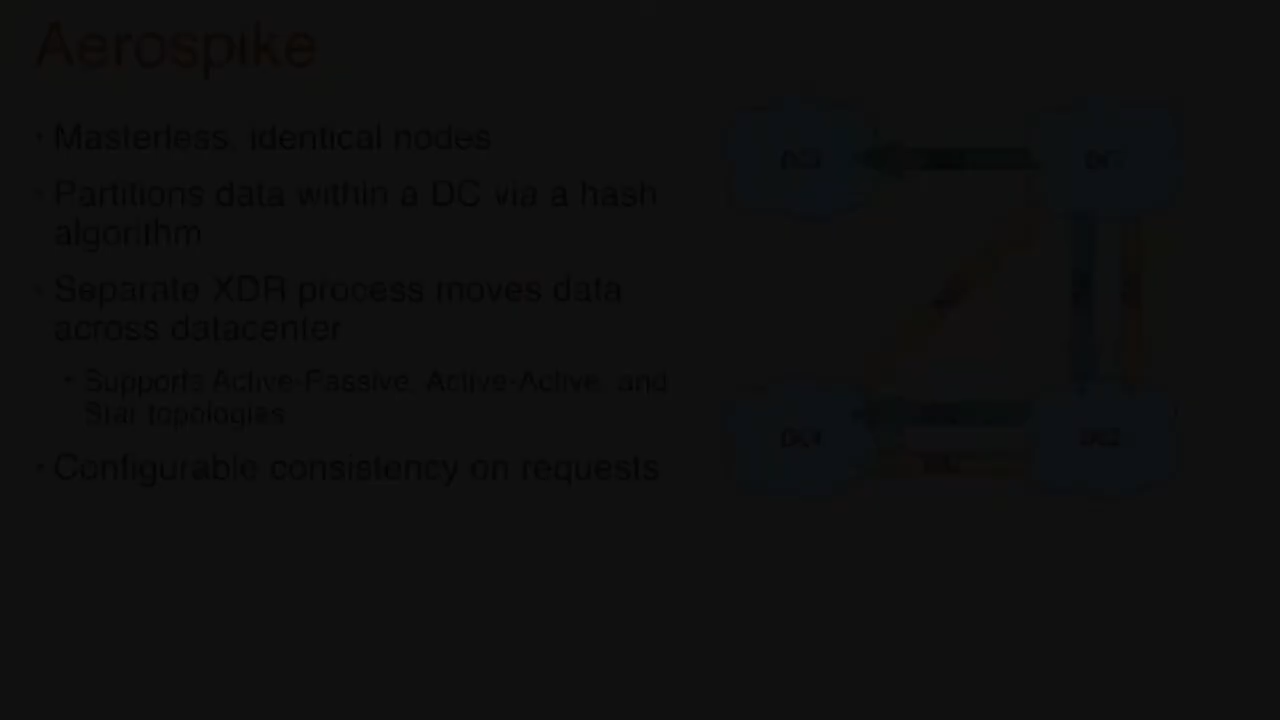 Aerospike
Masterless, identical nodes
Partitions data within a DC via a hash
algorithm
Separate XDR process moves data
across datacenter
Supports Active-Passive, Active-Active, and
Star topologies
Configurable consistency on requests